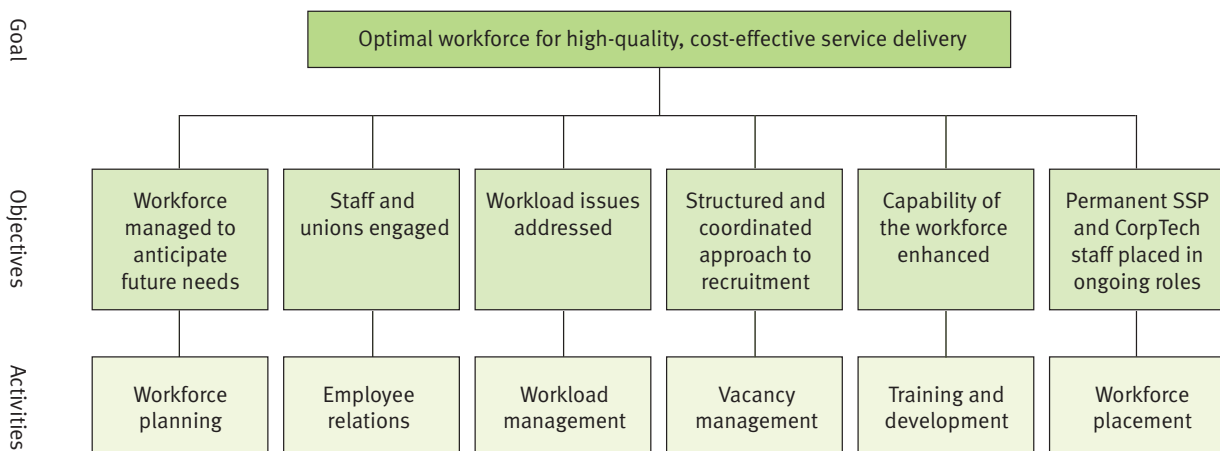 Goal
Optimal workforce for high-quality, cost-effective service delivery
Objectives
Workforce
managed to
anticipate
future needs
Staff and
unions engaged
Workload issues
addressed
Structured and
coordinated
approach to
recruitment
Capability of
the workforce
enhanced
Permanent SSP
and CorpTech
staff placed in
ongoing roles
Activities
Workforce
planning
Employee
relations
Workload
management
Vacancy
management
Training and
development
Workforce
placement